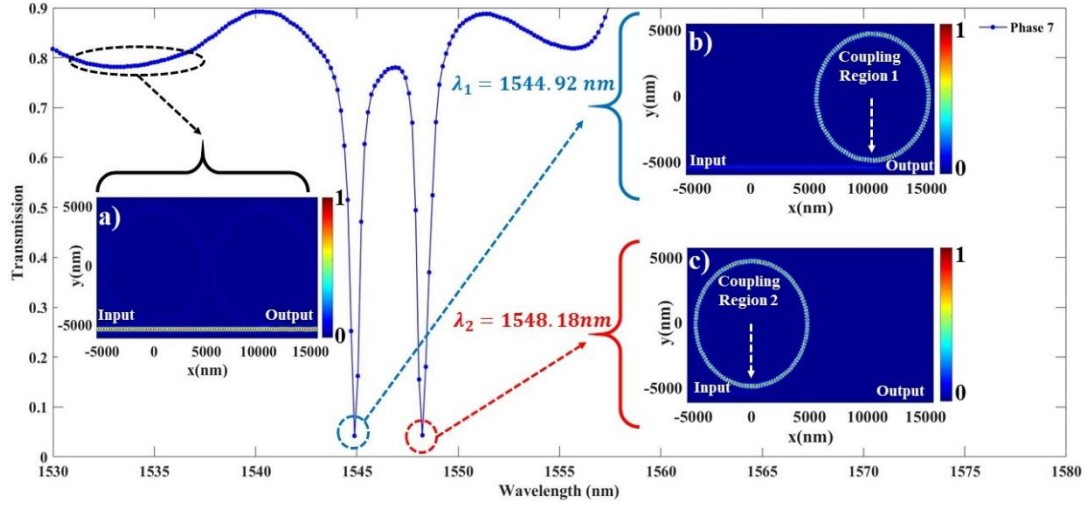 0.9
0.8
0.7
0.6
0.5
0.4
0.3
0.2
0.1
0
Transmission
1530
1535
1540
1545
1550
1555
1560
1565
1570
1575
1580
Wavelength (nm)
Phase 7
λ₁ = 1544.92 nm
λ₂ = 1548.18nm
a)
5000
0
-5000
y(nm)
Input
Output
-5000
0
5000
10000
15000
x(nm)
1
0
b)
5000
0
-5000
y(nm)
Coupling
Region 1
Input
Output
-5000
0
5000
10000
15000
x(nm)
1
0
c)
5000
0
-5000
y(nm)
Coupling
Region 2
Input
Output
-5000
0
5000
10000
15000
x(nm)
1
0